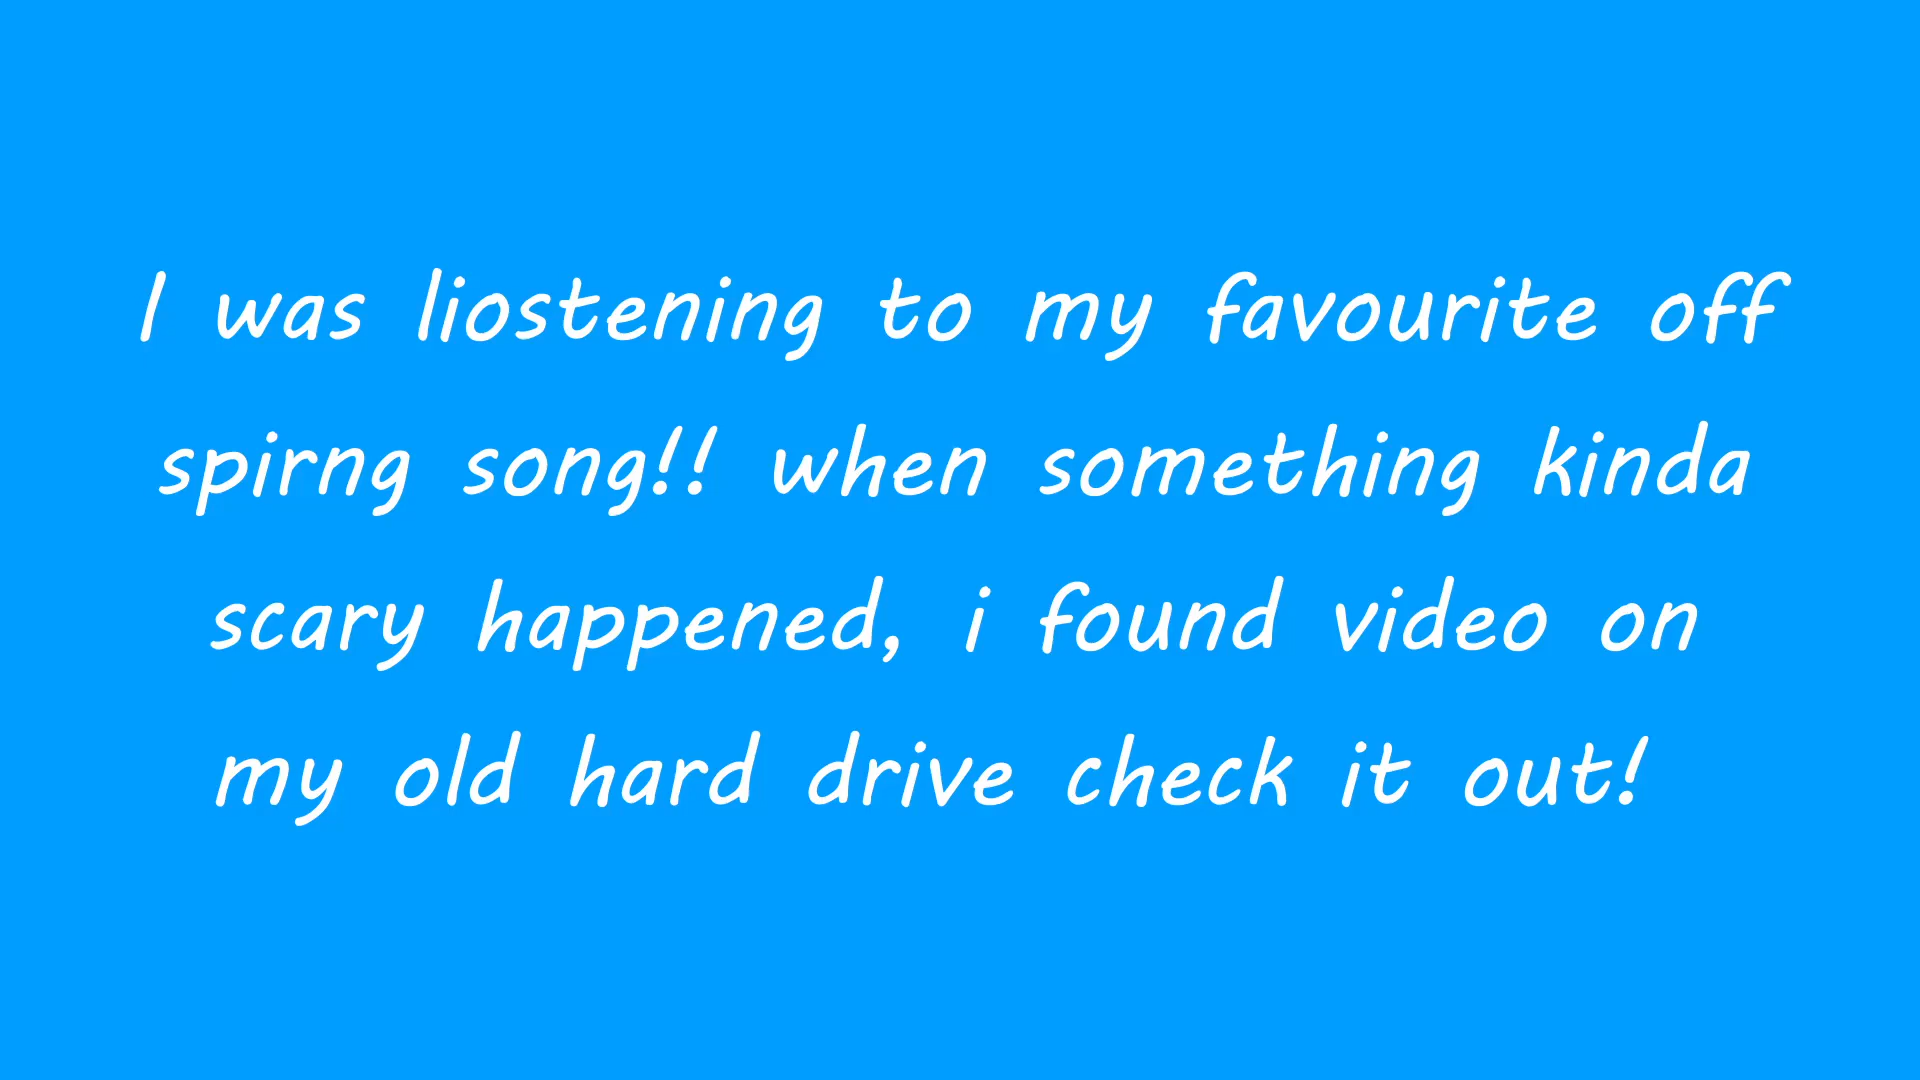 I was liostening to my favourite off
spirng song!! when something kinda
scary happened, i found video on
my old hard drive check it out!